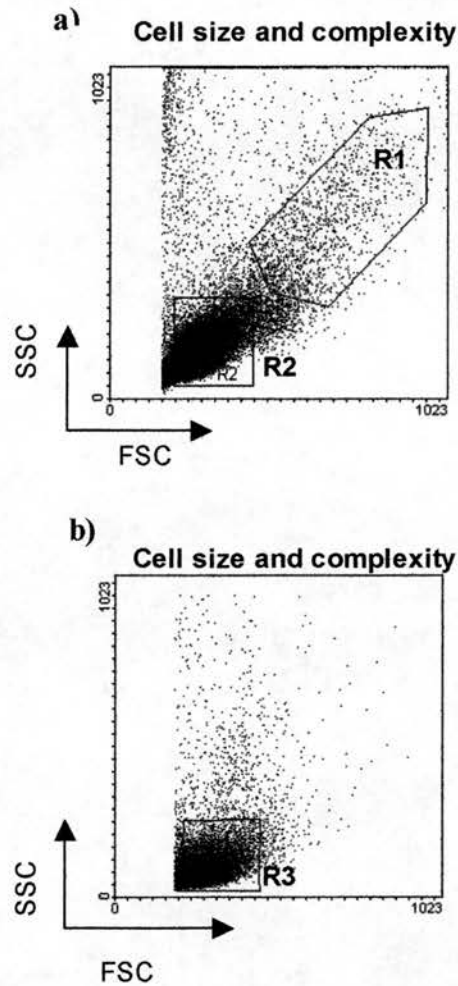 a)
Cell size and complexity
1023
R1
SSC
R2
R2
0
0
1023
FSC
b)
Cell size and complexity
1023
SSC
R3
0
0
1023
FSC